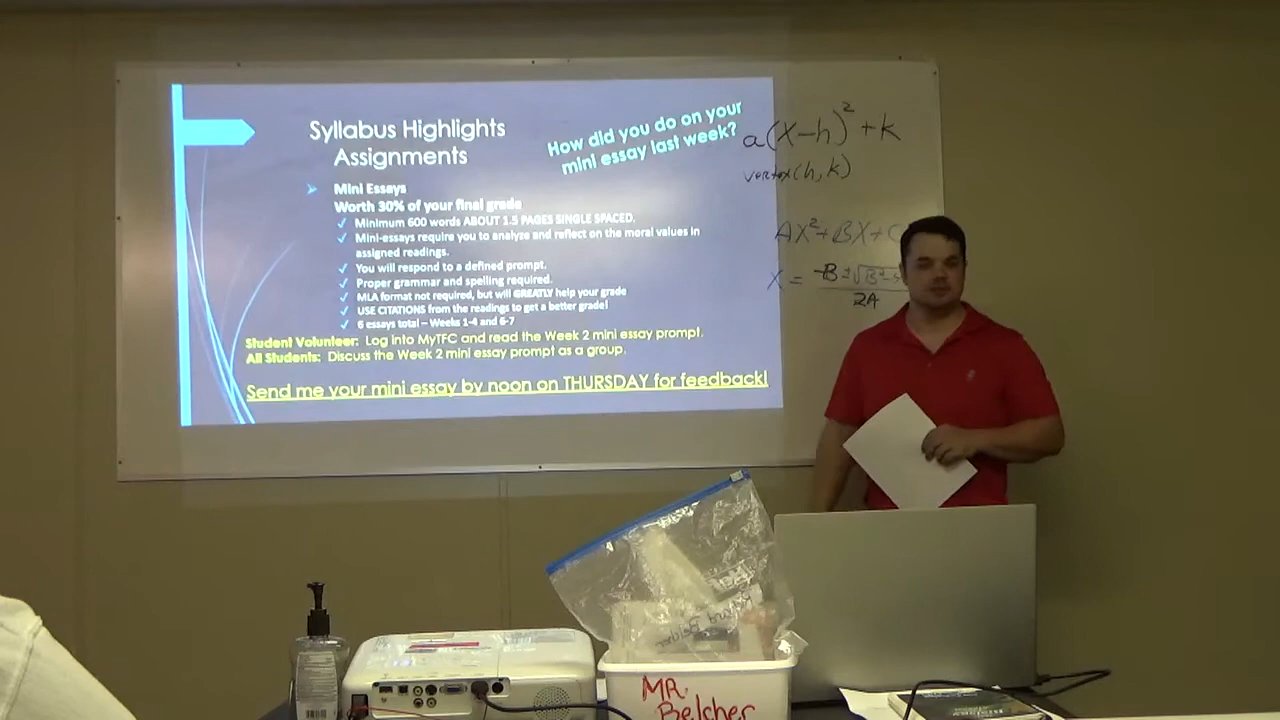 Syllabus Highlights
Assignments
How did you do on your
mini essay last week?
Mini Essays
Worth 30% of your final grade
Minimum 600 words ABOUT 1.5 PAGES SINGLE SPACED.
Mini-essays require you to analyze and reflect on the moral values in
assigned readings.
You will respond to a defined prompt.
Proper grammar and spelling required.
MLA format not required, but will GREATLY help your grade
USE CITATIONS from the readings to get a better grade!
6 essays total – Weeks 1-4 and 6-7
Student Volunteer: Log into MyTFC and read the Week 2 mini essay prompt.
All Students: Discuss the Week 2 mini essay prompt as a group.
Send me your mini essay by noon on THURSDAY for feedback!
a(x-h)²+k
vertex(h,k)
AX²+BX+C
X = -B±√B²-
2A
MR.
Belcher